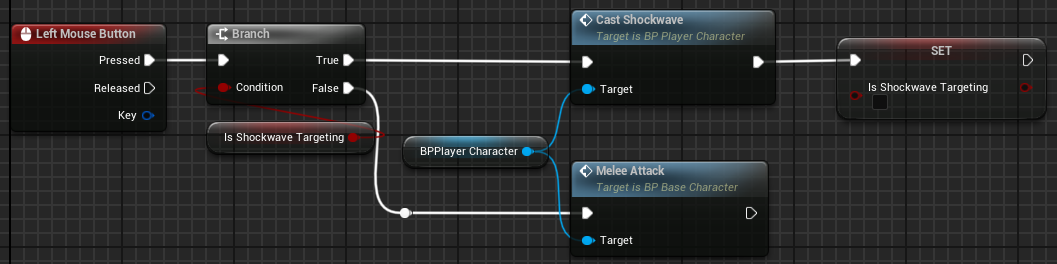 Left Mouse Button
Pressed
Released
Key
Branch
True
Condition
False
Is Shockwave Targeting
BPPlayer Character
Cast Shockwave
Target is BP Player Character
Target
Melee Attack
Target is BP Base Character
Target
SET
Is Shockwave Targeting